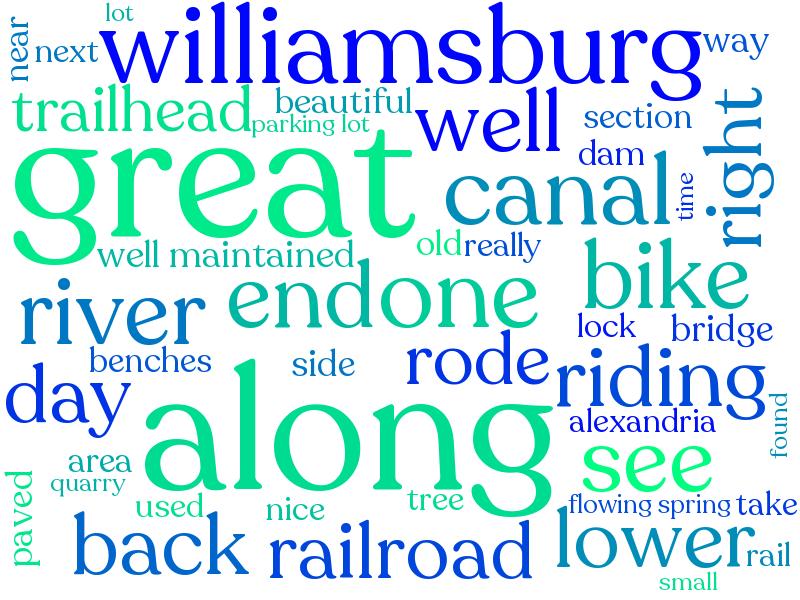 lot
near
next
williamsburg
way
trailhead
beautiful
parking lot
well
section
right
great
dam
canal
time
well maintained
old
really
river
end
one
bike
lock
bridge
benches
side
rode
riding
day
along
alexandria
found
see
area
quarry
paved
used
nice
tree
flowing spring
take
back
railroad
lower
rail
small